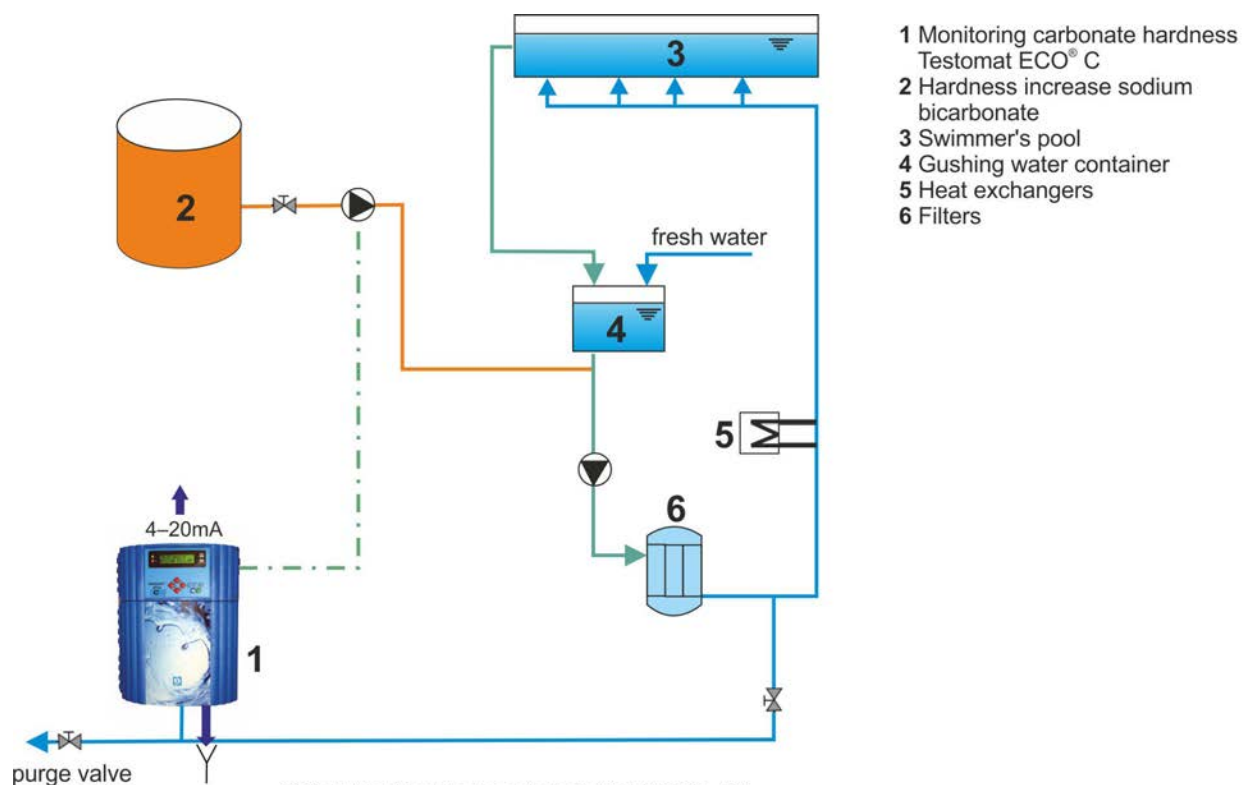 3
1 Monitoring carbonate hardness
Testomat ECO® C
2 Hardness increase sodium
bicarbonate
3 Swimmer's pool
4 Gushing water container
5 Heat exchangers
6 Filters
2
fresh water
4
5
6
4–20mA
1
purge valve